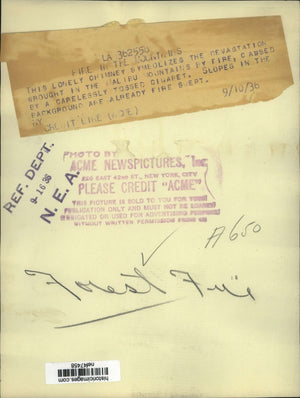 LA 362550
FIRE IN THE MOUNTAINS
THIS LONELY CHIMNEY SYMBOLIZES THE DEVASTATION
BROUGHT IN THE MALIBU MOUNTAINS BY FIRE, CAUSED
BY A CARELESSLY TOSSED CIGARET. SLOPES IN THE
BACKGROUND ARE ALREADY FIRE SWEPT.
CREDIT LINE (ACME)
9/10/36
REF. DEPT.
9-16-36
N. E. A.
PHOTO BY
ACME NEWSPICTURES, Inc.
220 EAST 42ND ST., NEW YORK, CITY
PLEASE CREDIT "ACME"
THIS PICTURE IS SOLD TO YOU FOR YOUR
PUBLICATION ONLY AND MUST NOT BE LOANED
SYNDICATED OR USED FOR ADVERTISING PURPOSES
WITHOUT WRITTEN PERMISSION FROM US
A650
Forest Fire
historicimages.com
ndf47458